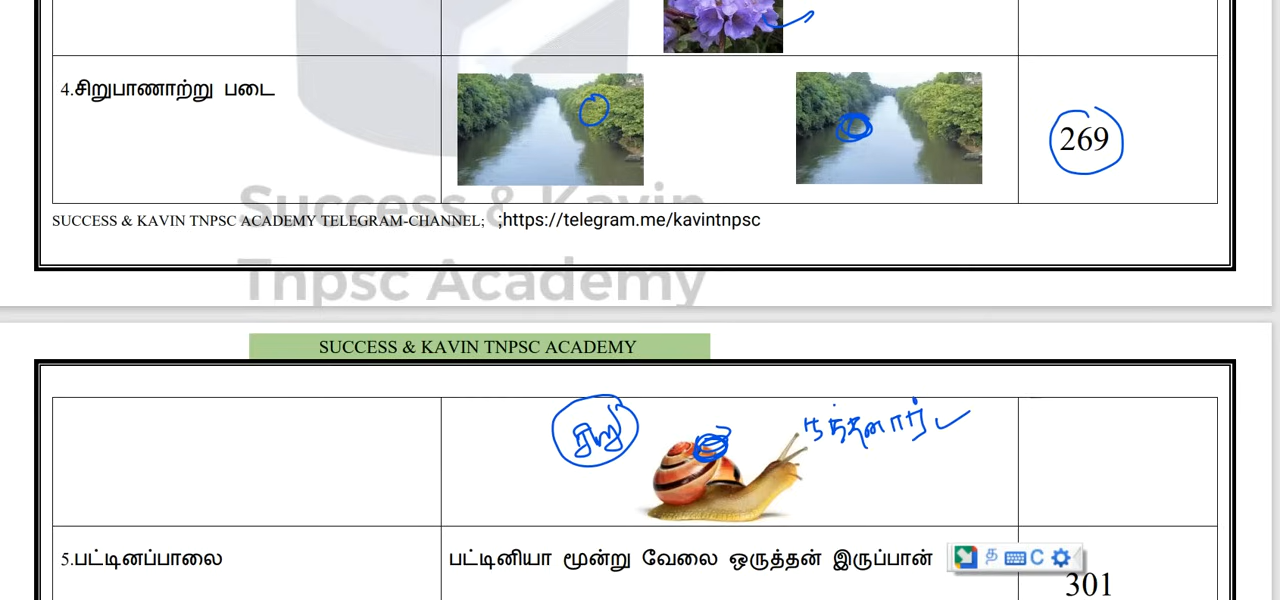 4.சிறுபாணாற்று படை
269
Success & Kavin
SUCCESS & KAVIN TNPSC ACADEMY TELEGRAM-CHANNEL; ;https://telegram.me/kavintnpsc
Tnpsc Academy
SUCCESS & KAVIN TNPSC ACADEMY
சிறு
நத்தனார்
5.பட்டினப்பாலை
பட்டினியா மூன்று வேலை ஒருத்தன் இருப்பான்
த C
301